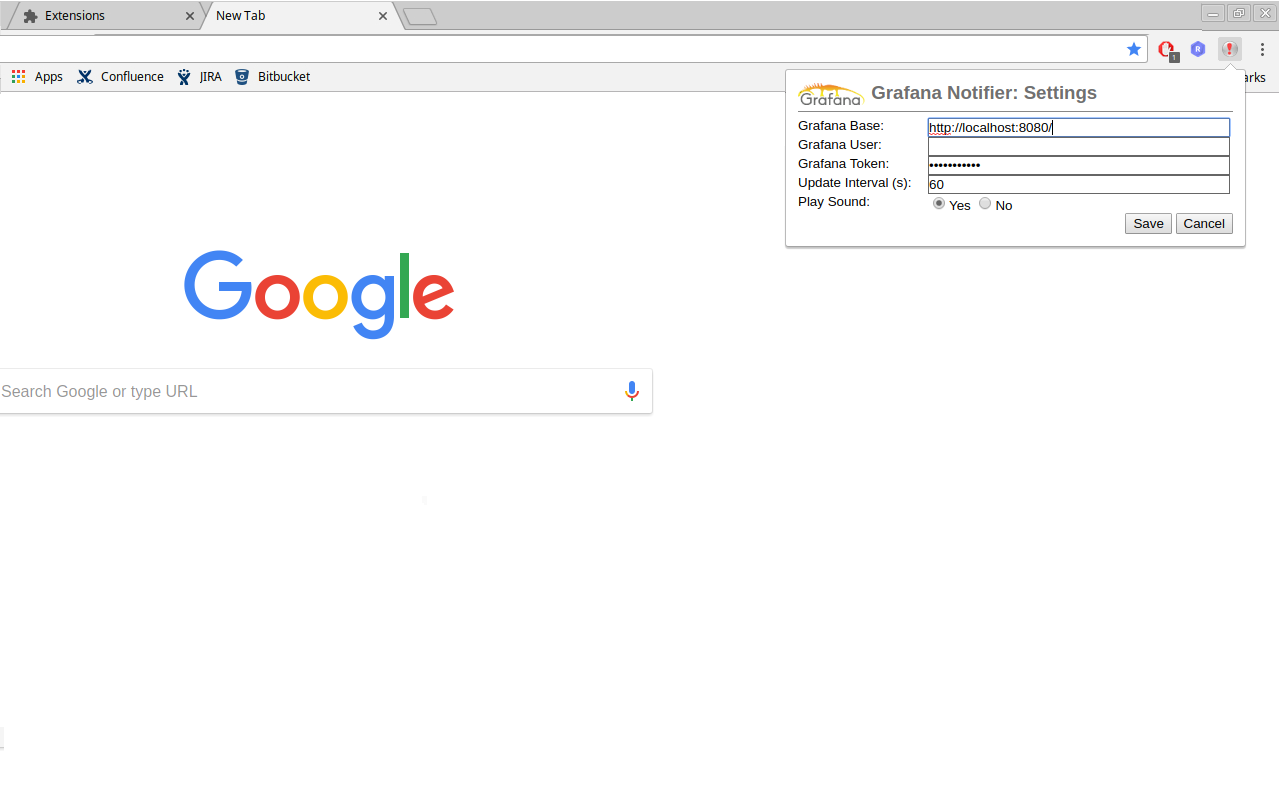 Extensions
New Tab
R
1
Apps Confluence JIRA Bitbucket
arks
Grafana Grafana Notifier: Settings
Grafana Base: http://localhost:8080/
Grafana User:
Grafana Token: •••••••••••
Update Interval (s): 60
Play Sound: Yes No
Save Cancel
Google
Search Google or type URL